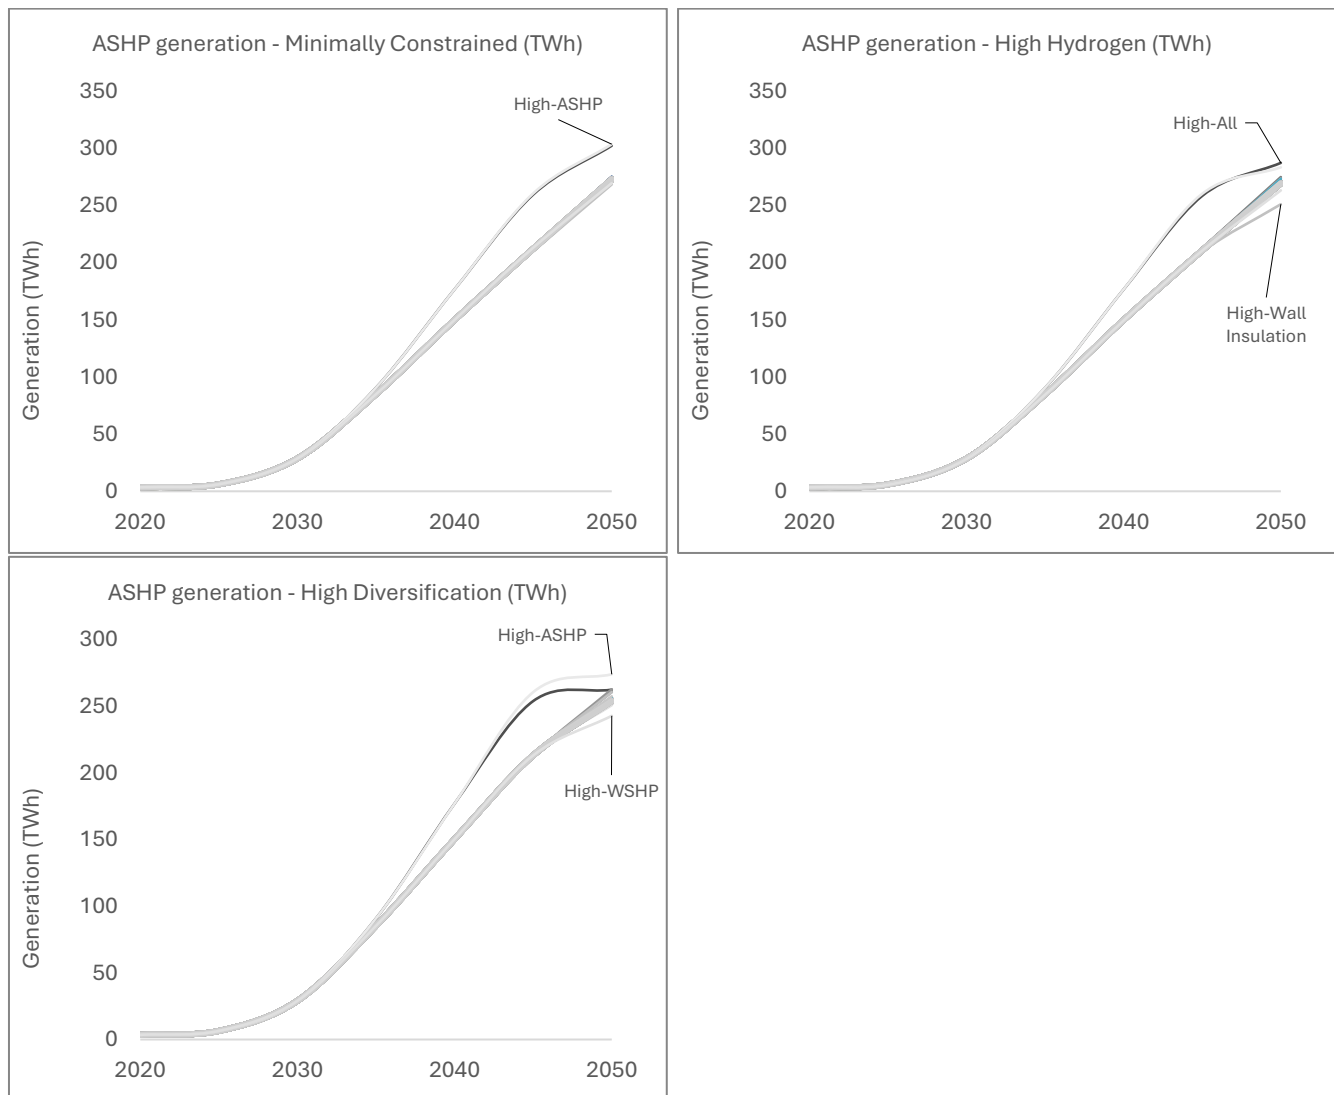 ASHP generation - Minimally Constrained (TWh)
350
300
250
200
150
100
50
0
Generation (TWh)
High-ASHP
2020 2030 2040 2050
ASHP generation - High Hydrogen (TWh)
350
300
250
200
150
100
50
0
Generation (TWh)
High-All
High-Wall
Insulation
2020 2030 2040 2050
ASHP generation - High Diversification (TWh)
300
250
200
150
100
50
0
Generation (TWh)
High-ASHP
High-WSHP
2020 2030 2040 2050